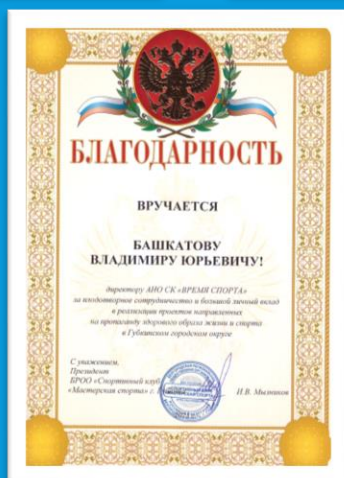 БЛАГОДАРНОСТЬ
ВРУЧАЕТСЯ
БАШКАТОВУ
ВЛАДИМИРУ ЮРЬЕВИЧУ!
директору АНО СК «ВРЕМЯ СПОРТА»
за плодотворное сотрудничество и большой личный вклад
в реализации проектов направленных
на пропаганду здорового образа жизни и спорта
в Губкинском городском округе
С уважением,
Президент
БРОО «Спортивный клуб
«Мастерская спорта» г.
И.В. Мызников